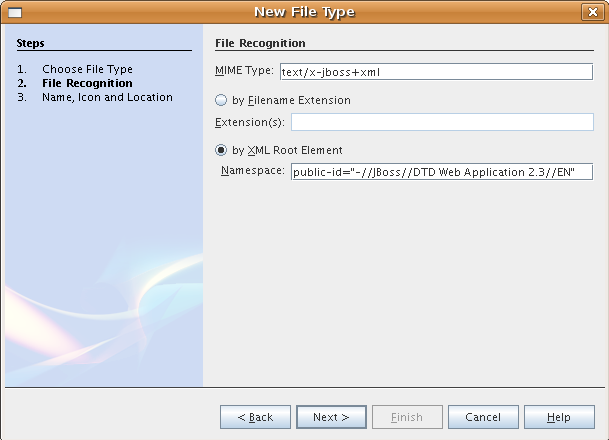 New File Type
Steps
1. Choose File Type
2. File Recognition
3. Name, Icon and Location
File Recognition
MIME Type: text/x-jboss+xml
by Filename Extension
Extension(s):
by XML Root Element
Namespace: public-id="-//JBoss//DTD Web Application 2.3//EN"
< Back Next > Finish Cancel Help